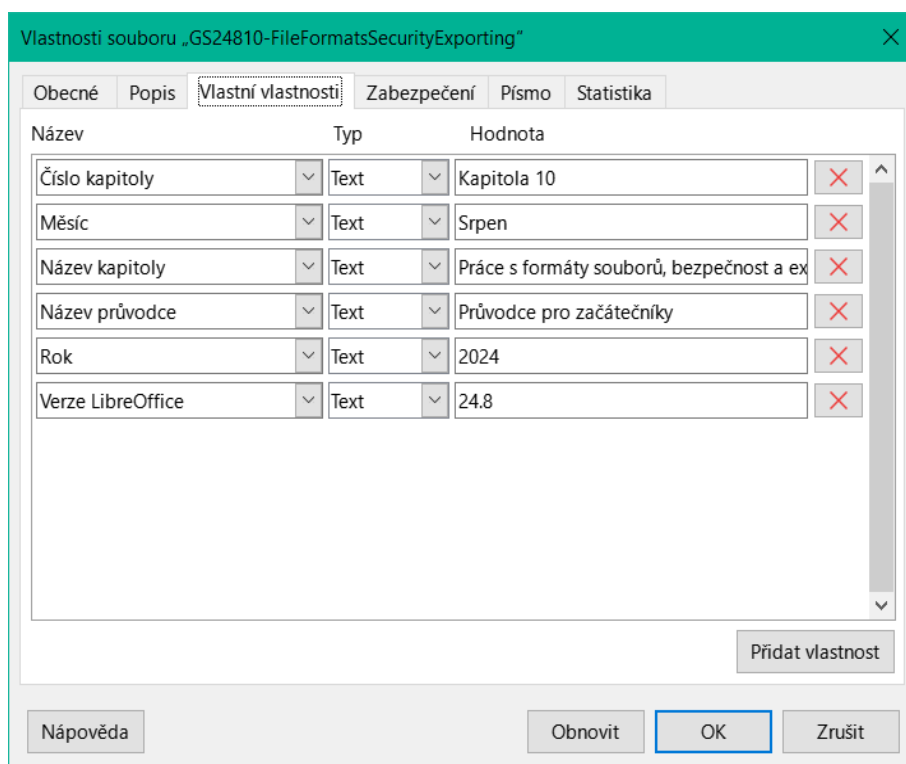 Vlastnosti souboru „GS24810-FileFormatsSecurityExporting“
Obecné Popis Vlastní vlastnosti Zabezpečení Písmo Statistika
Název Typ Hodnota
Číslo kapitoly Text Kapitola 10
Měsíc Text Srpen
Název kapitoly Text Práce s formáty souborů, bezpečnost a ex
Název průvodce Text Průvodce pro začátečníky
Rok Text 2024
Verze LibreOffice Text 24.8
Přidat vlastnost
Nápověda Obnovit OK Zrušit